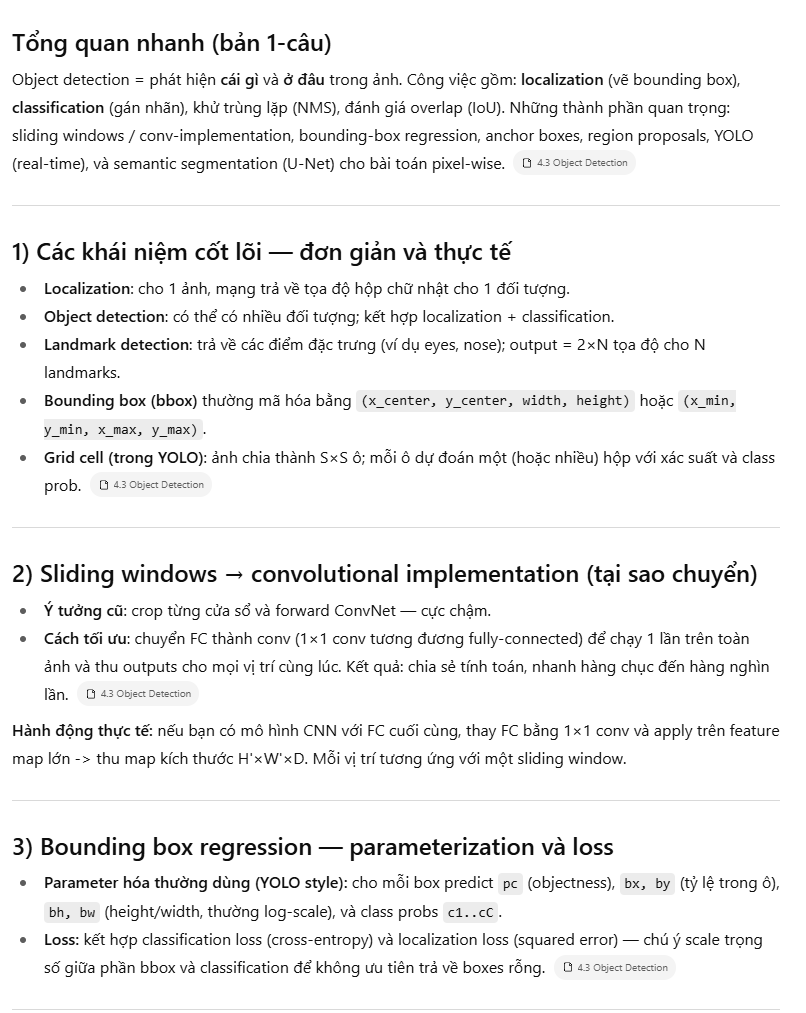 Tổng quan nhanh (bản 1-câu)
Object detection = phát hiện cái gì và ở đâu trong ảnh. Công việc gồm: localization (vẽ bounding box),
classification (gán nhãn), khử trùng lặp (NMS), đánh giá overlap (IoU). Những thành phần quan trọng:
sliding windows / conv-implementation, bounding-box regression, anchor boxes, region proposals, YOLO
(real-time), và semantic segmentation (U-Net) cho bài toán pixel-wise. 4.3 Object Detection
1) Các khái niệm cốt lõi — đơn giản và thực tế
• Localization: cho 1 ảnh, mạng trả về tọa độ hộp chữ nhật cho 1 đối tượng.
• Object detection: có thể có nhiều đối tượng; kết hợp localization + classification.
• Landmark detection: trả về các điểm đặc trưng (ví dụ eyes, nose); output = 2×N tọa độ cho N
landmarks.
• Bounding box (bbox) thường mã hóa bằng (x_center, y_center, width, height) hoặc (x_min,
y_min, x_max, y_max).
• Grid cell (trong YOLO): ảnh chia thành S×S ô; mỗi ô dự đoán một (hoặc nhiều) hộp với xác suất và class
prob. 4.3 Object Detection
2) Sliding windows → convolutional implementation (tại sao chuyển)
• Ý tưởng cũ: crop từng cửa sổ và forward ConvNet — cực chậm.
• Cách tối ưu: chuyển FC thành conv (1×1 conv tương đương fully-connected) để chạy 1 lần trên toàn
ảnh và thu outputs cho mọi vị trí cùng lúc. Kết quả: chia sẻ tính toán, nhanh hàng chục đến hàng nghìn
lần. 4.3 Object Detection
Hành động thực tế: nếu bạn có mô hình CNN với FC cuối cùng, thay FC bằng 1×1 conv và apply trên feature
map lớn -> thu map kích thước H'×W'×D. Mỗi vị trí tương ứng với một sliding window.
3) Bounding box regression — parameterization và loss
• Parameter hóa thường dùng (YOLO style): cho mỗi box predict pc (objectness), bx, by (tỷ lệ trong ô),
bh, bw (height/width, thường log-scale), và class probs c1..cC.
• Loss: kết hợp classification loss (cross-entropy) và localization loss (squared error) — chú ý scale trọng
số giữa phần bbox và classification để không ưu tiên trả về boxes rỗng. 4.3 Object Detection